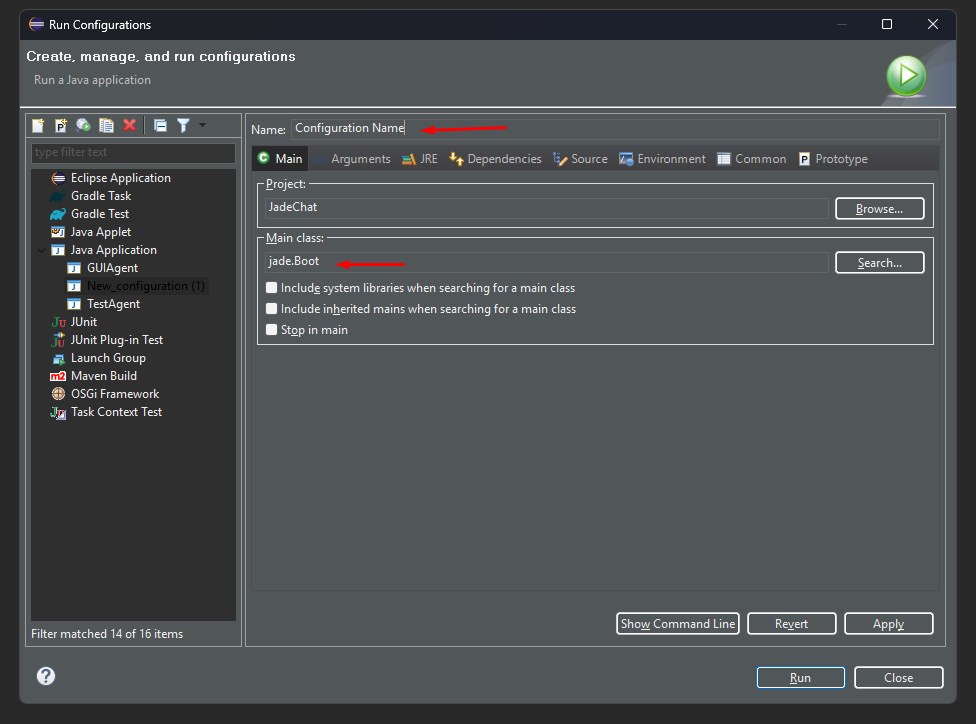 Run Configurations
Create, manage, and run configurations
Run a Java application
type filter text
Eclipse Application
Gradle Task
Gradle Test
Java Applet
Java Application
GUIAgent
New_configuration (1)
TestAgent
JUnit
JUnit Plug-in Test
Launch Group
Maven Build
OSGi Framework
Task Context Test
Filter matched 14 of 16 items
Name: Configuration Name
Main Arguments JRE Dependencies Source Environment Common Prototype
Project:
JadeChat Browse...
Main class:
jade.Boot Search...
Include system libraries when searching for a main class
Include inherited mains when searching for a main class
Stop in main
Show Command Line Revert Apply
Run Close